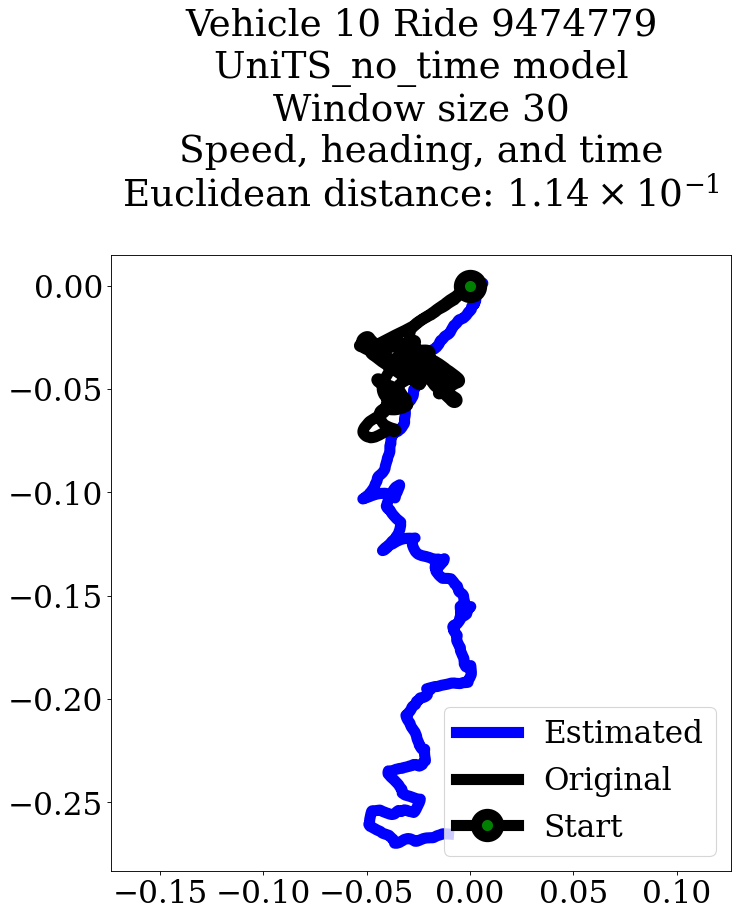 Vehicle 10 Ride 9474779
UniTS_no_time model
Window size 30
Speed, heading, and time
Euclidean distance: 1.14 × 10⁻¹
0.00
−0.05
−0.10
−0.15
−0.20
−0.25
Estimated
Original
Start
−0.15 −0.10 −0.05 0.00 0.05 0.10